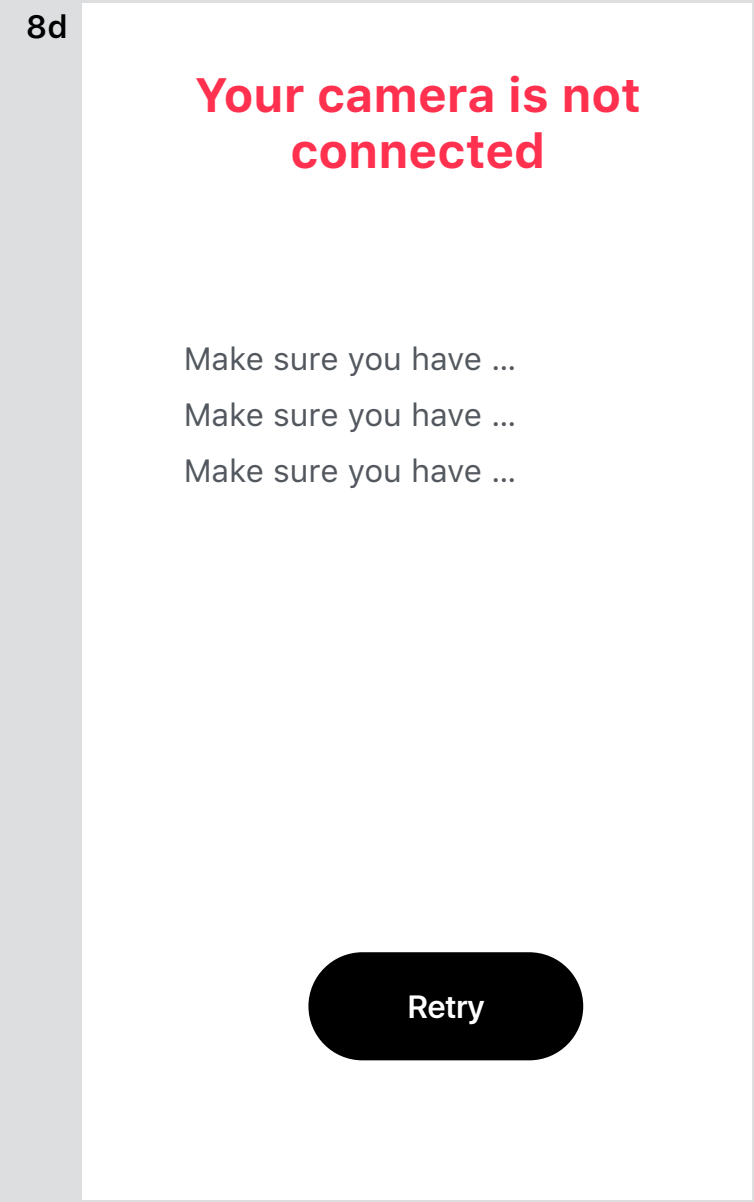 8d
Your camera is not
connected
Make sure you have ...
Make sure you have ...
Make sure you have ...
Retry